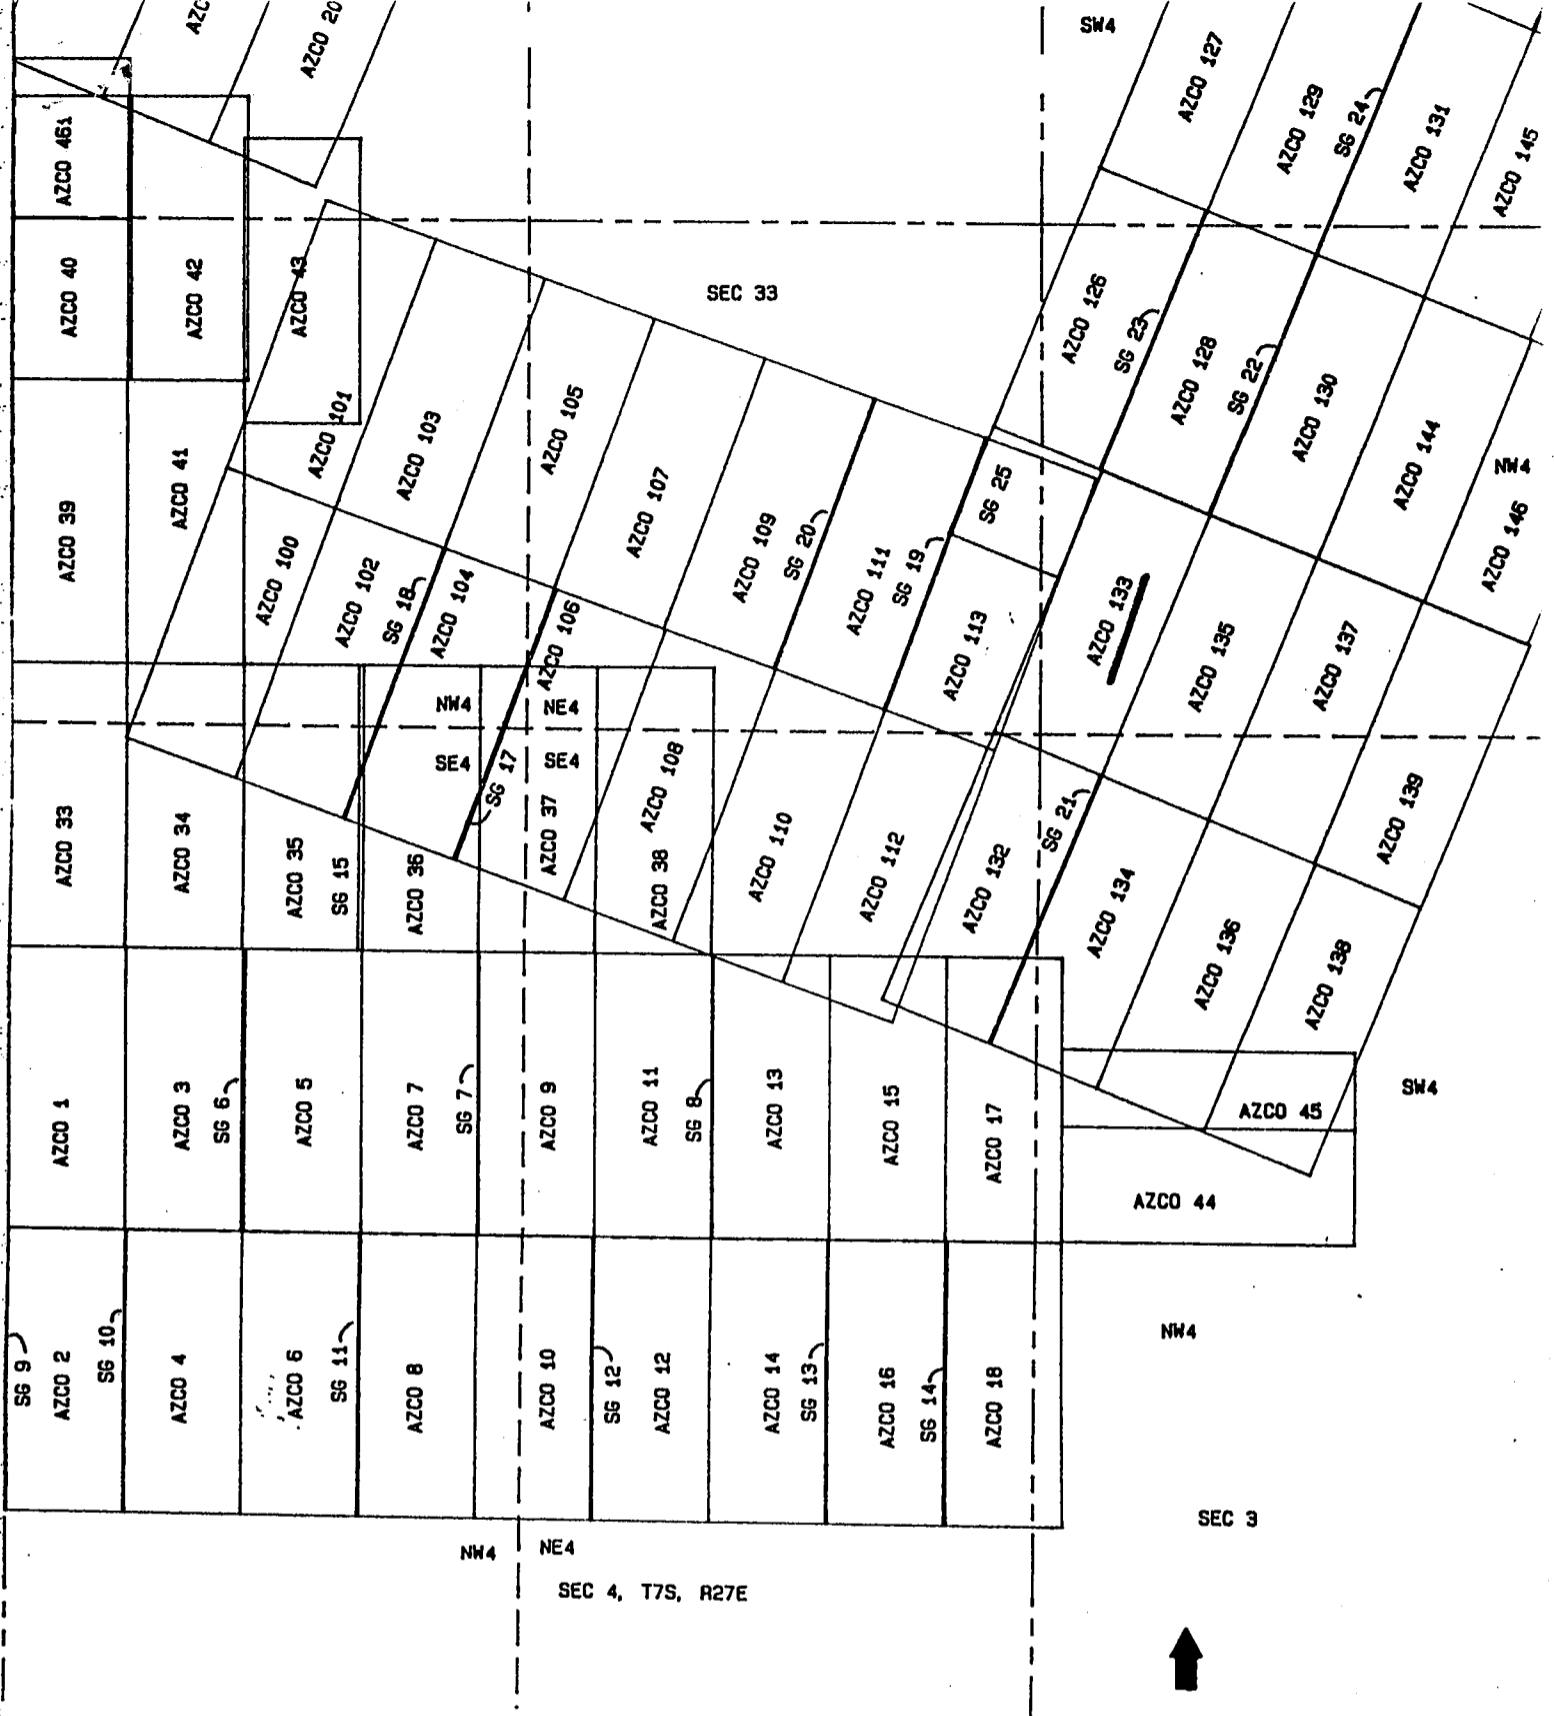 AZC
AZCO 20
SW4
AZCO 127
AZCO 129
SG 24
AZCO 131
AZCO 145
AZCO 461
AZCO 40
AZCO 42
AZCO 43
SEC 33
AZCO 126
SG 23
AZCO 128
SG 22
AZCO 130
AZCO 144
NW4
AZCO 146
AZCO 39
AZCO 41
AZCO 101
AZCO 103
AZCO 105
AZCO 107
AZCO 109
SG 20
AZCO 111
SG 19
SG 25
AZCO 113
AZCO 133
AZCO 135
AZCO 137
AZCO 139
AZCO 100
AZCO 102
SG 18
AZCO 104
AZCO 106
NW4
NE4
SE4
SE4
SG 17
AZCO 108
AZCO 110
AZCO 112
AZCO 132
SG 21
AZCO 134
AZCO 136
AZCO 138
AZCO 33
AZCO 34
AZCO 35
SG 15
AZCO 36
AZCO 37
AZCO 38
AZCO 1
AZCO 3
SG 6
AZCO 5
AZCO 7
SG 7
AZCO 9
AZCO 11
SG 8
AZCO 13
AZCO 15
AZCO 17
AZCO 45
SW4
AZCO 44
SG 9
AZCO 2
SG 10
AZCO 4
AZCO 6
SG 11
AZCO 8
AZCO 10
SG 12
AZCO 12
AZCO 14
SG 13
AZCO 16
SG 14
AZCO 18
NW4
SEC 3
NW4
NE4
SEC 4, T7S, R27E